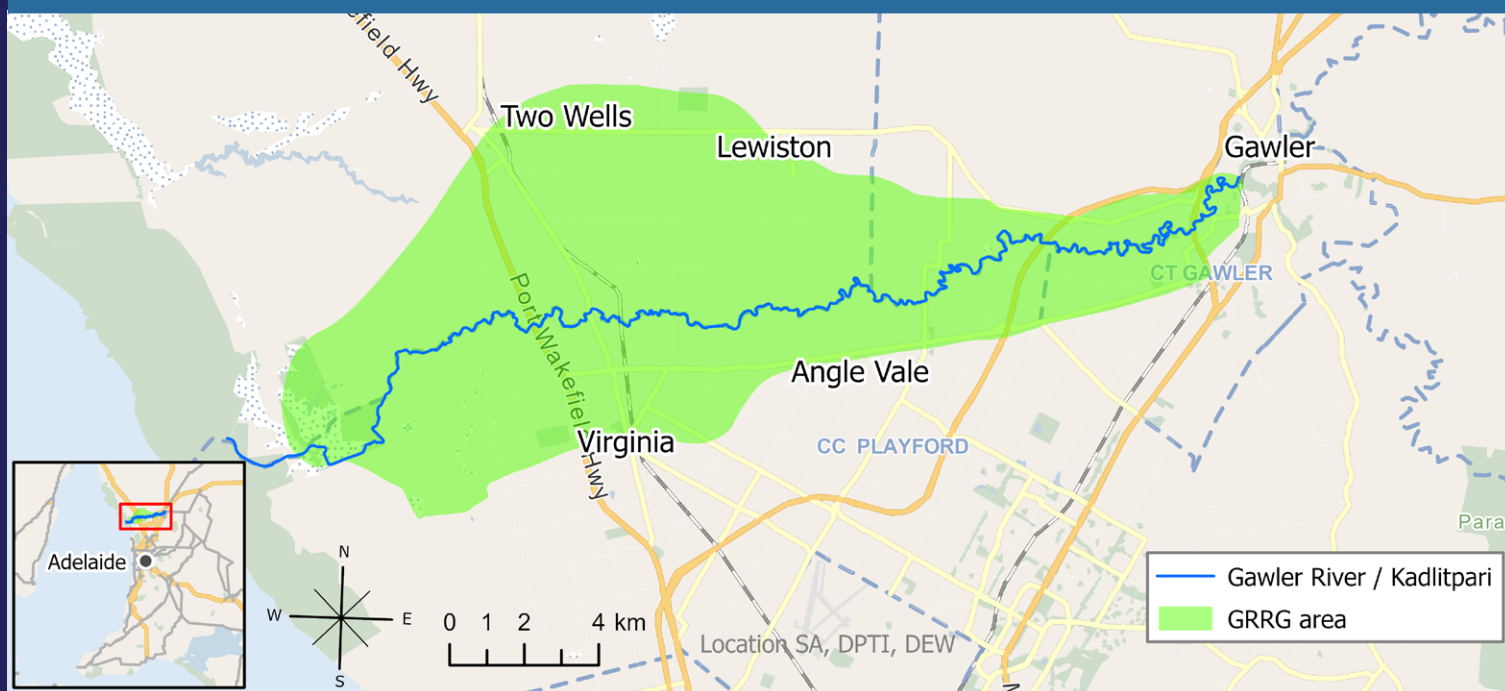 efield Hwy
Two Wells
Lewiston
Gawler
CT GAWLER
Port Wakefield Hwy
Angle Vale
Virginia
CC PLAYFORD
Para
Adelaide
N
W
E
S
0 1 2 4 km
Location SA, DPTI, DEW
Gawler River / Kadlitpari
GRRG area